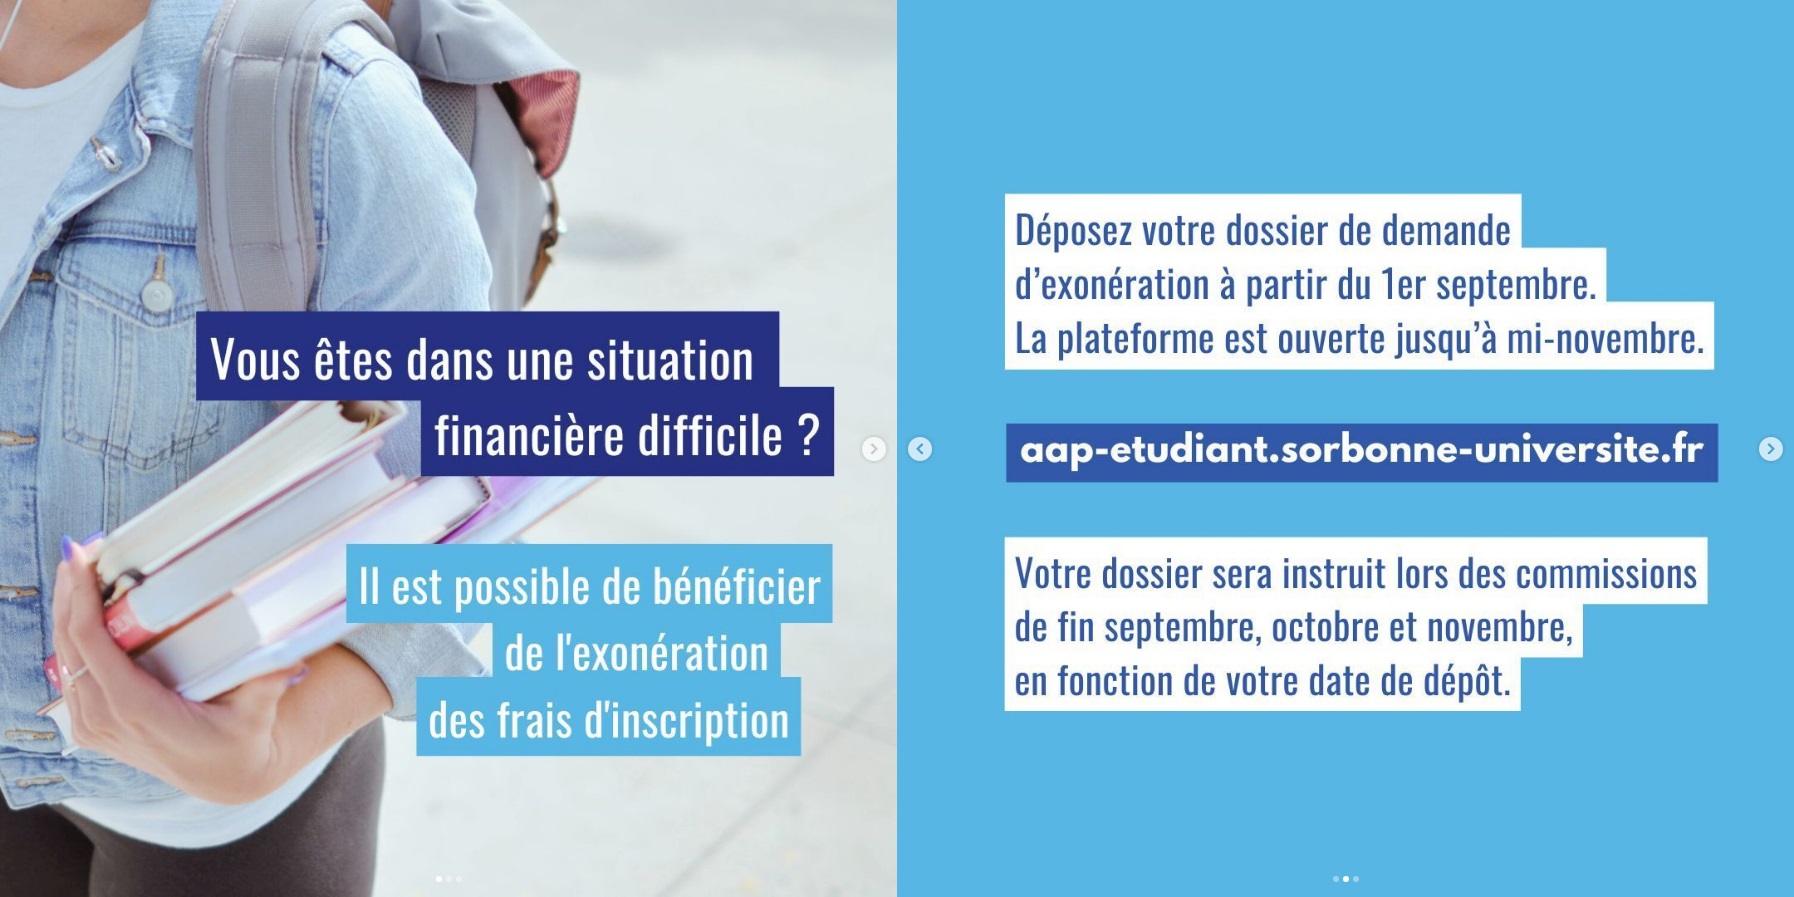 Vous êtes dans une situation
financière difficile ?
Il est possible de bénéficier
de l'exonération
des frais d'inscription
Déposez votre dossier de demande
d’exonération à partir du 1er septembre.
La plateforme est ouverte jusqu’à mi-novembre.
aap-etudiant.sorbonne-universite.fr
Votre dossier sera instruit lors des commissions
de fin septembre, octobre et novembre,
en fonction de votre date de dépôt.